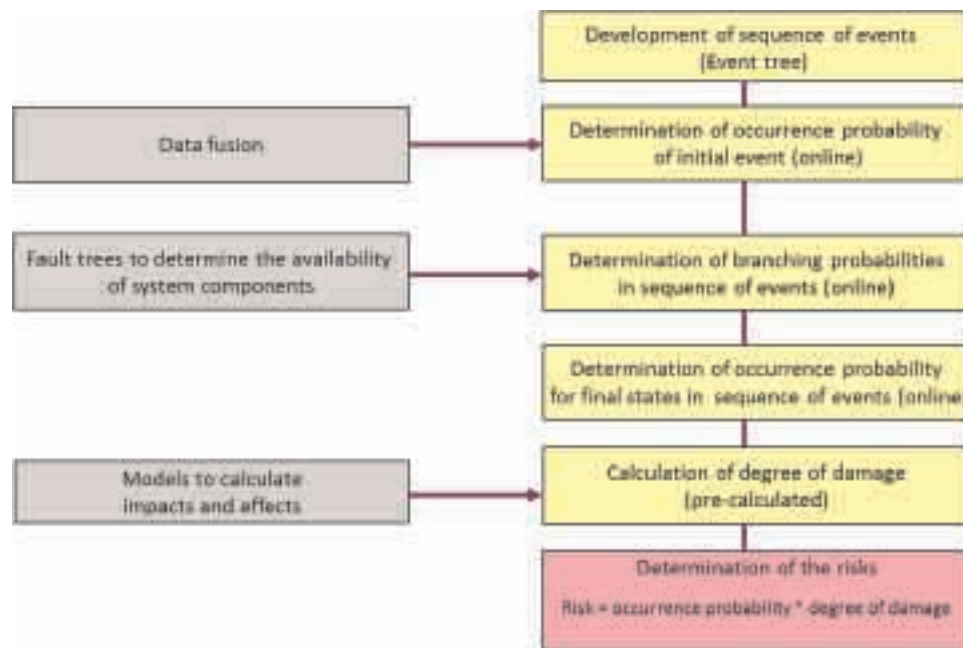 Development of sequence of events
(Event tree)
Data fusion
Determination of occurrence probability
of initial event (online)
Fault trees to determine the availability
of system components
Determination of branching probabilities
in sequence of events (online)
Determination of occurrence probability
for final states in sequence of events (online
Models to calculate
impacts and effects
Calculation of degree of damage
(pre-calculated)
Determination of the risks
Risk = occurrence probability * degree of damage